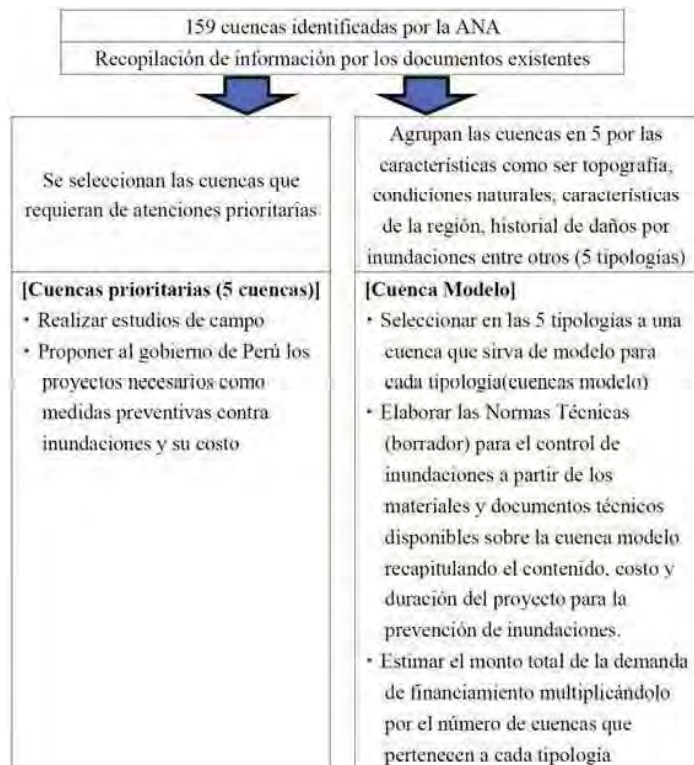 159 cuencas identificadas por la ANA
Recopilación de información por los documentos existentes
Se seleccionan las cuencas que
requieran de atenciones prioritarias
[Cuencas prioritarias (5 cuencas)]
・Realizar estudios de campo
・Proponer al gobierno de Perú los
proyectos necesarios como
medidas preventivas contra
inundaciones y su costo
Agrupan las cuencas en 5 por las
características como ser topografía,
condiciones naturales, características
de la región, historial de daños por
inundaciones entre otros (5 tipologías)
[Cuenca Modelo]
・Seleccionar en las 5 tipologías a una
cuenca que sirva de modelo para
cada tipología(cuencas modelo)
・Elaborar las Normas Técnicas
(borrador) para el control de
inundaciones a partir de los
materiales y documentos técnicos
disponibles sobre la cuenca modelo
recapitulando el contenido, costo y
duración del proyecto para la
prevención de inundaciones.
・Estimar el monto total de la demanda
de financiamiento multiplicándolo
por el número de cuencas que
pertenecen a cada tipología